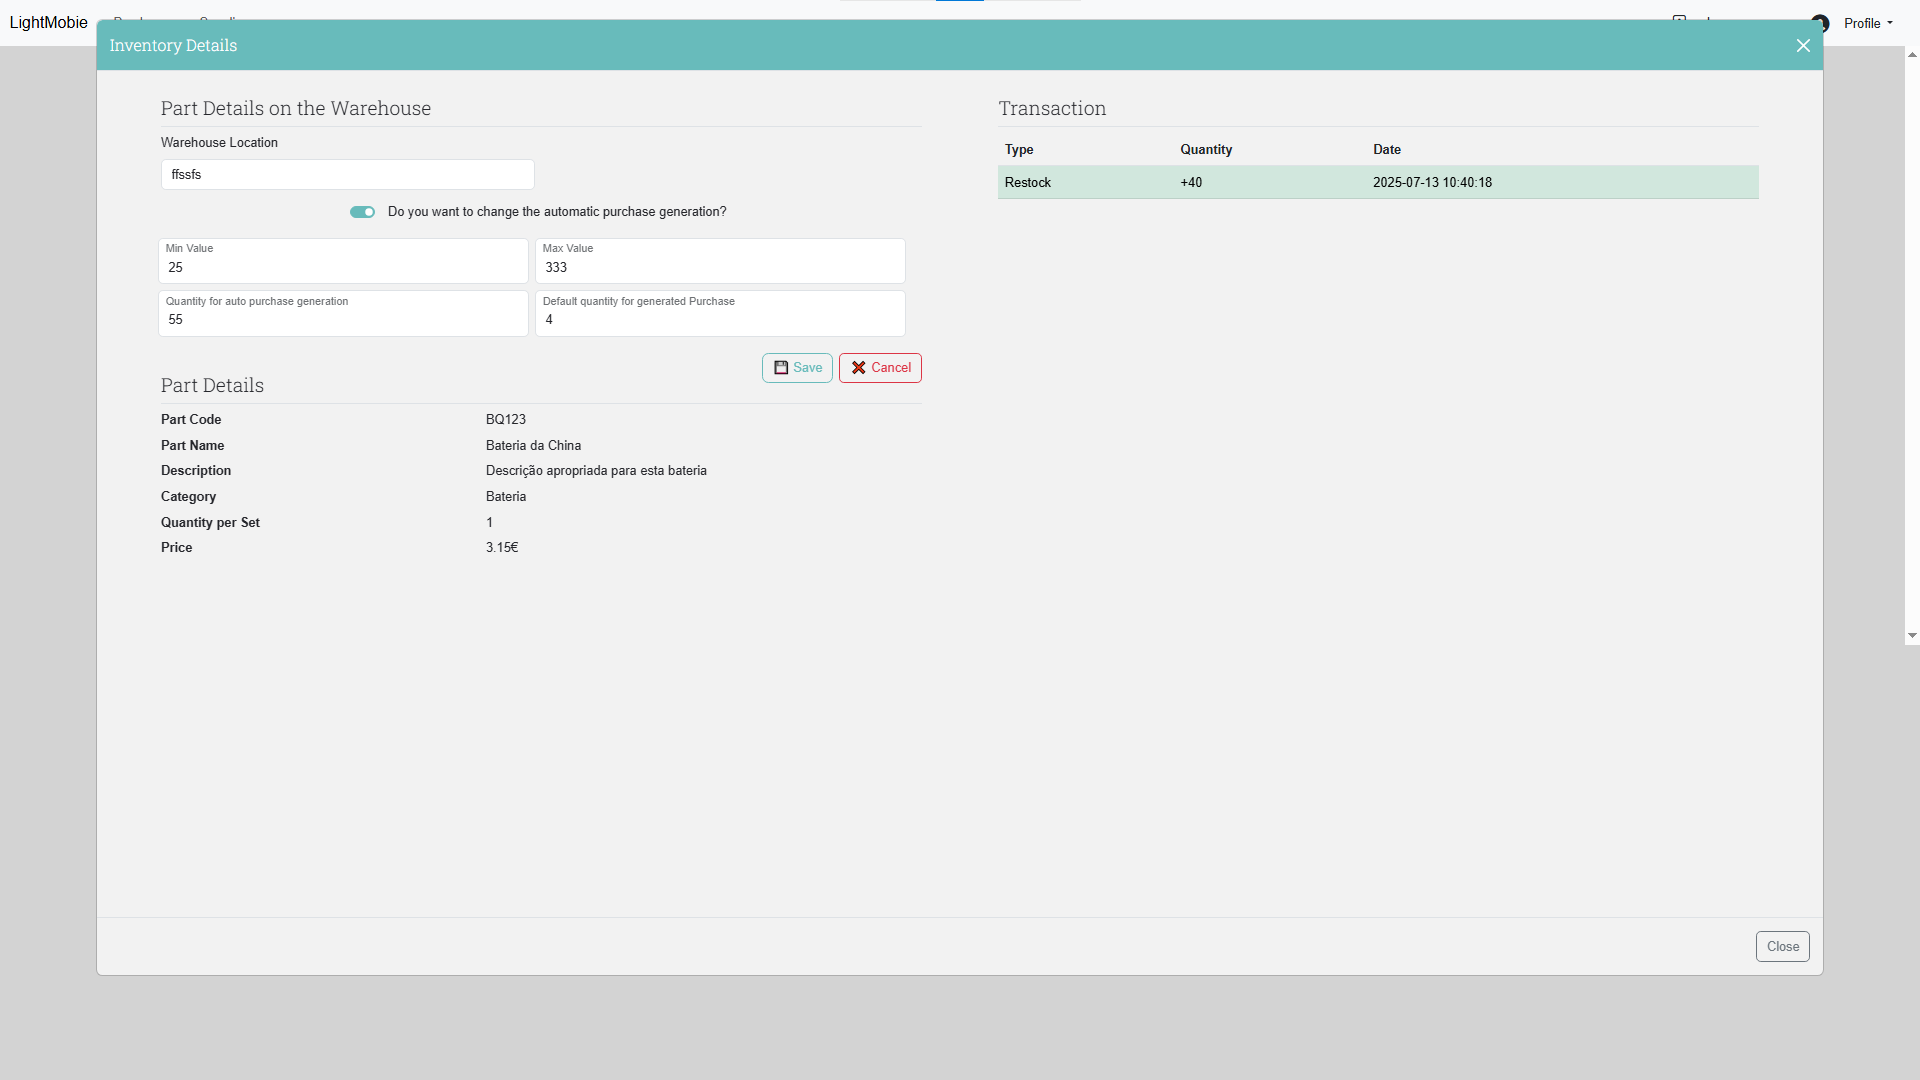 LightMobie
Profile
Inventory Details
Part Details on the Warehouse
Warehouse Location
ffssfs
Do you want to change the automatic purchase generation?
Min Value
25
Max Value
333
Quantity for auto purchase generation
55
Default quantity for generated Purchase
4
Save
Cancel
Part Details
Part Code BQ123
Part Name Bateria da China
Description Descrição apropriada para esta bateria
Category Bateria
Quantity per Set 1
Price 3.15€
Transaction
Type Quantity Date
Restock +40 2025-07-13 10:40:18
Close